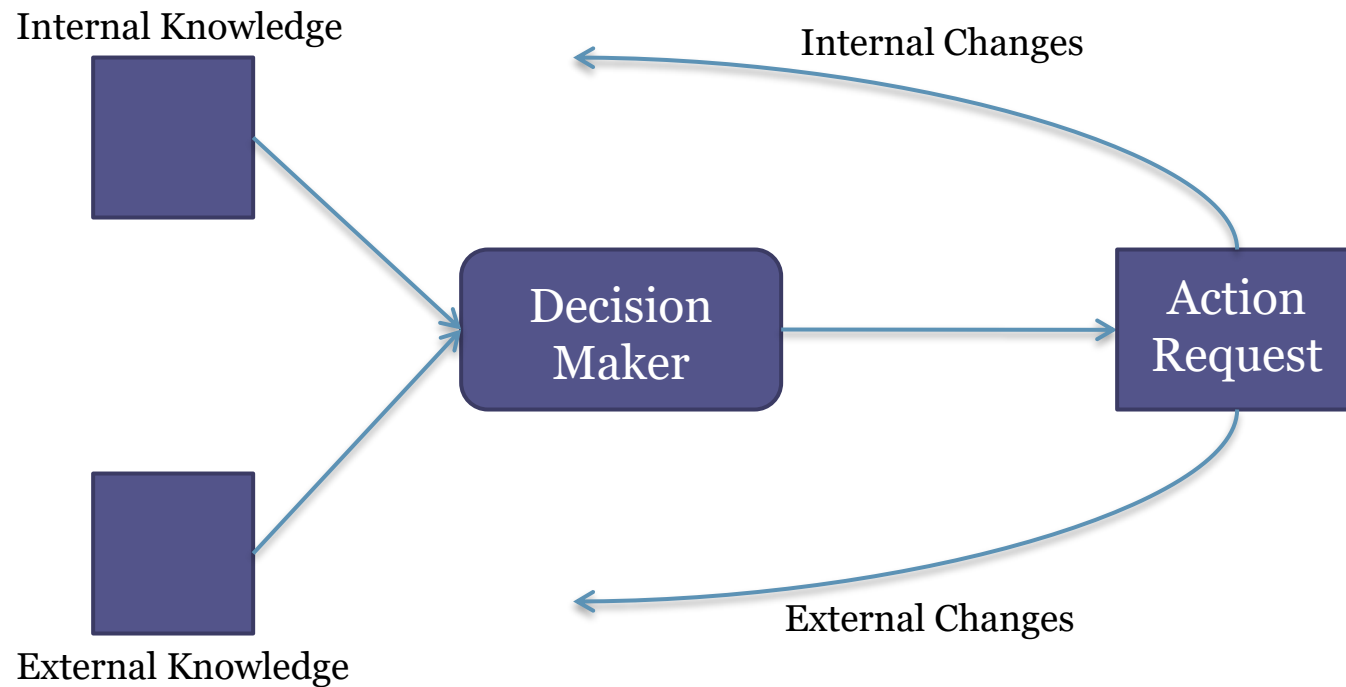 Internal Knowledge
Internal Changes
Decision
Maker
Action
Request
External Changes
External Knowledge